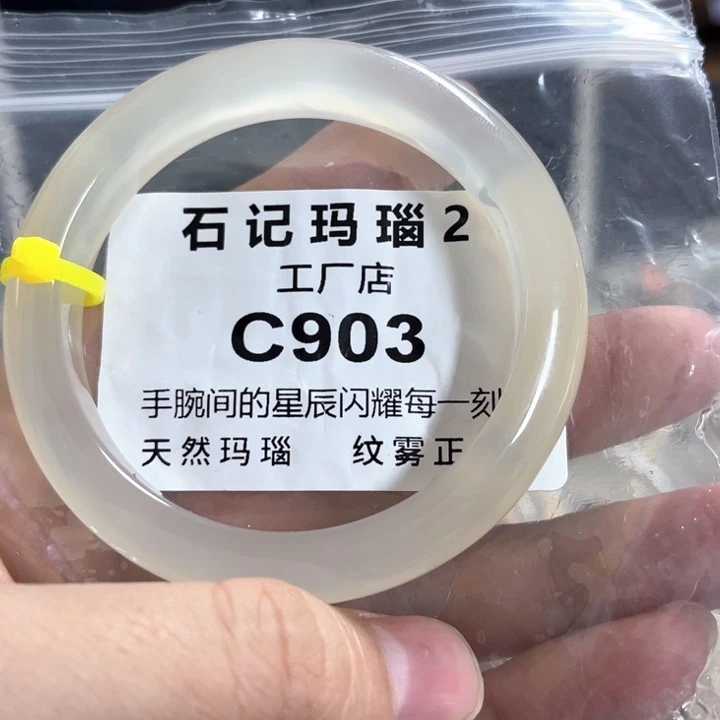 石记玛瑙2
工厂店
C903
手腕间的星辰闪耀每一刻
天然玛瑙 纹雾正